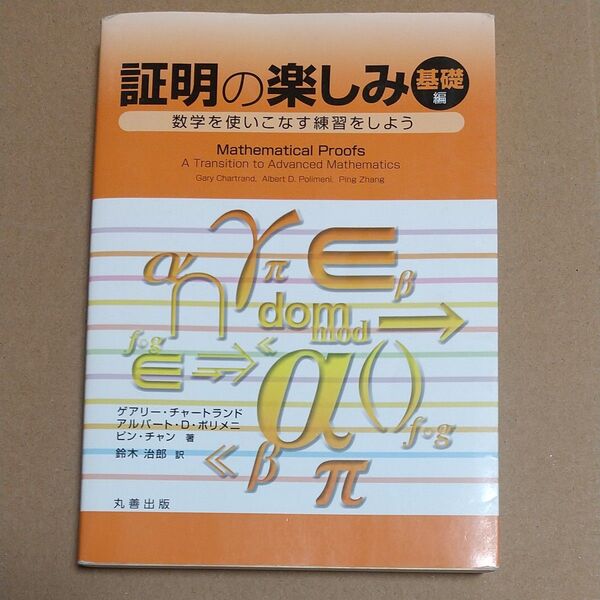 証明の楽しみ 基礎編
数学を使いこなす練習をしよう
Mathematical Proofs
A Transition to Advanced Mathematics
Gary Chartrand, Albert D. Polimeni, Ping Zhang
α ∩ γ π ∈ β
dom mod →
f∘g ∈ ⇒ ≪ α ( ) f∘g
≪ β π
ゲアリー・チャートランド
アルバート・D・ポリメニ
ピン・チャン 著
鈴木 治郎 訳
丸善出版